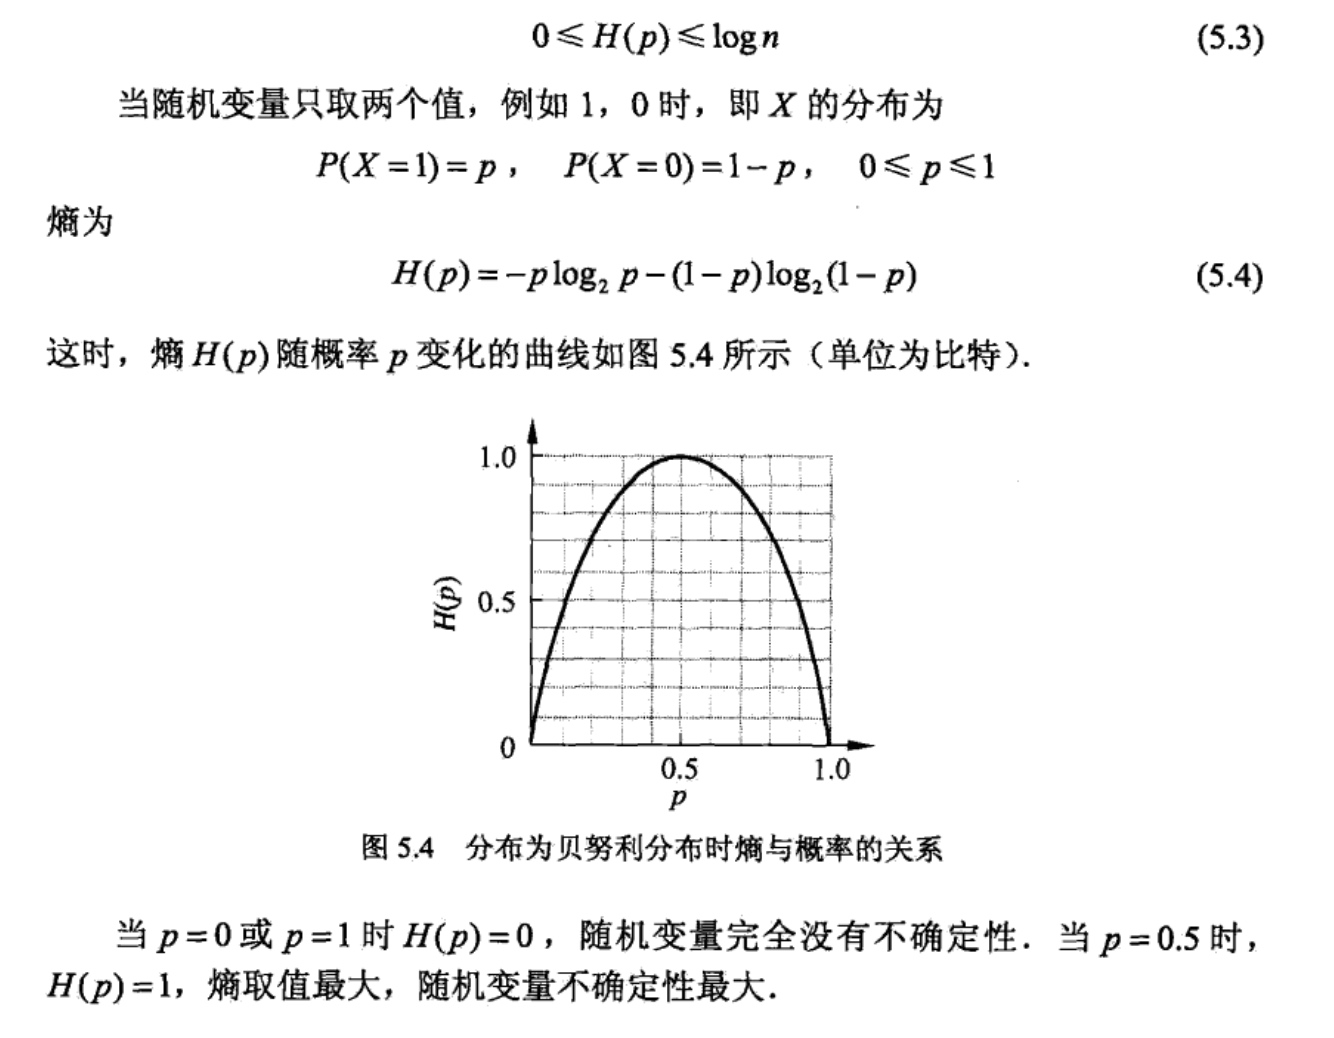 0≤H(p)≤log n (5.3)
当随机变量只取两个值，例如 1，0 时，即 X 的分布为
P(X=1)=p， P(X=0)=1−p， 0≤p≤1
熵为
H(p)=−p log₂ p−(1−p)log₂(1−p) (5.4)
这时，熵 H(p) 随概率 p 变化的曲线如图 5.4 所示（单位为比特）．
1.0
H(p)
0.5
0
0.5
1.0
p
图 5.4 分布为贝努利分布时熵与概率的关系
当 p=0 或 p=1 时 H(p)=0，随机变量完全没有不确定性．当 p=0.5 时，
H(p)=1，熵取值最大，随机变量不确定性最大．